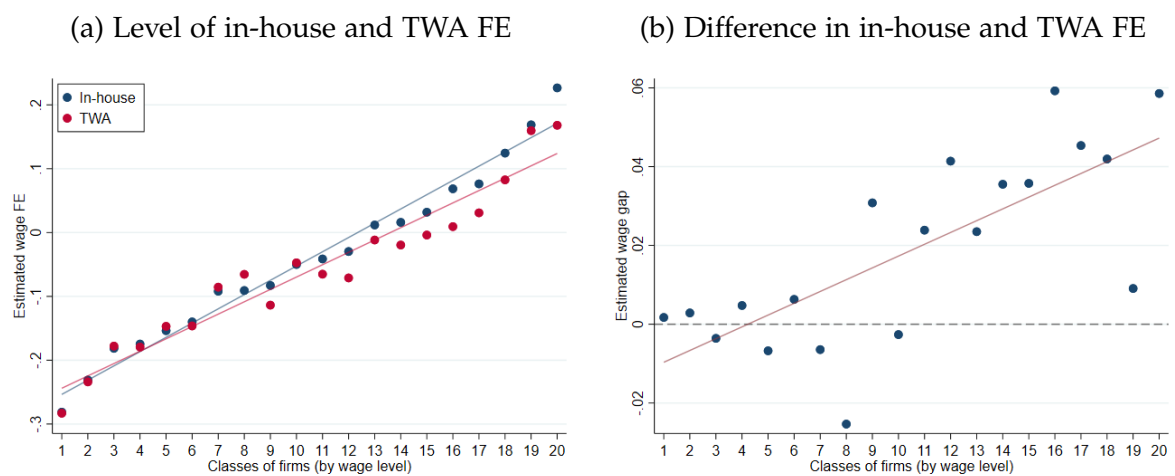 (a) Level of in-house and TWA FE
In-house
TWA
Estimated wage FE
.2
.1
0
-.1
-.2
-.3
1 2 3 4 5 6 7 8 9 10 11 12 13 14 15 16 17 18 19 20
Classes of firms (by wage level)
(b) Difference in in-house and TWA FE
Estimated wage gap
.06
.04
.02
0
-.02
1 2 3 4 5 6 7 8 9 10 11 12 13 14 15 16 17 18 19 20
Classes of firms (by wage level)